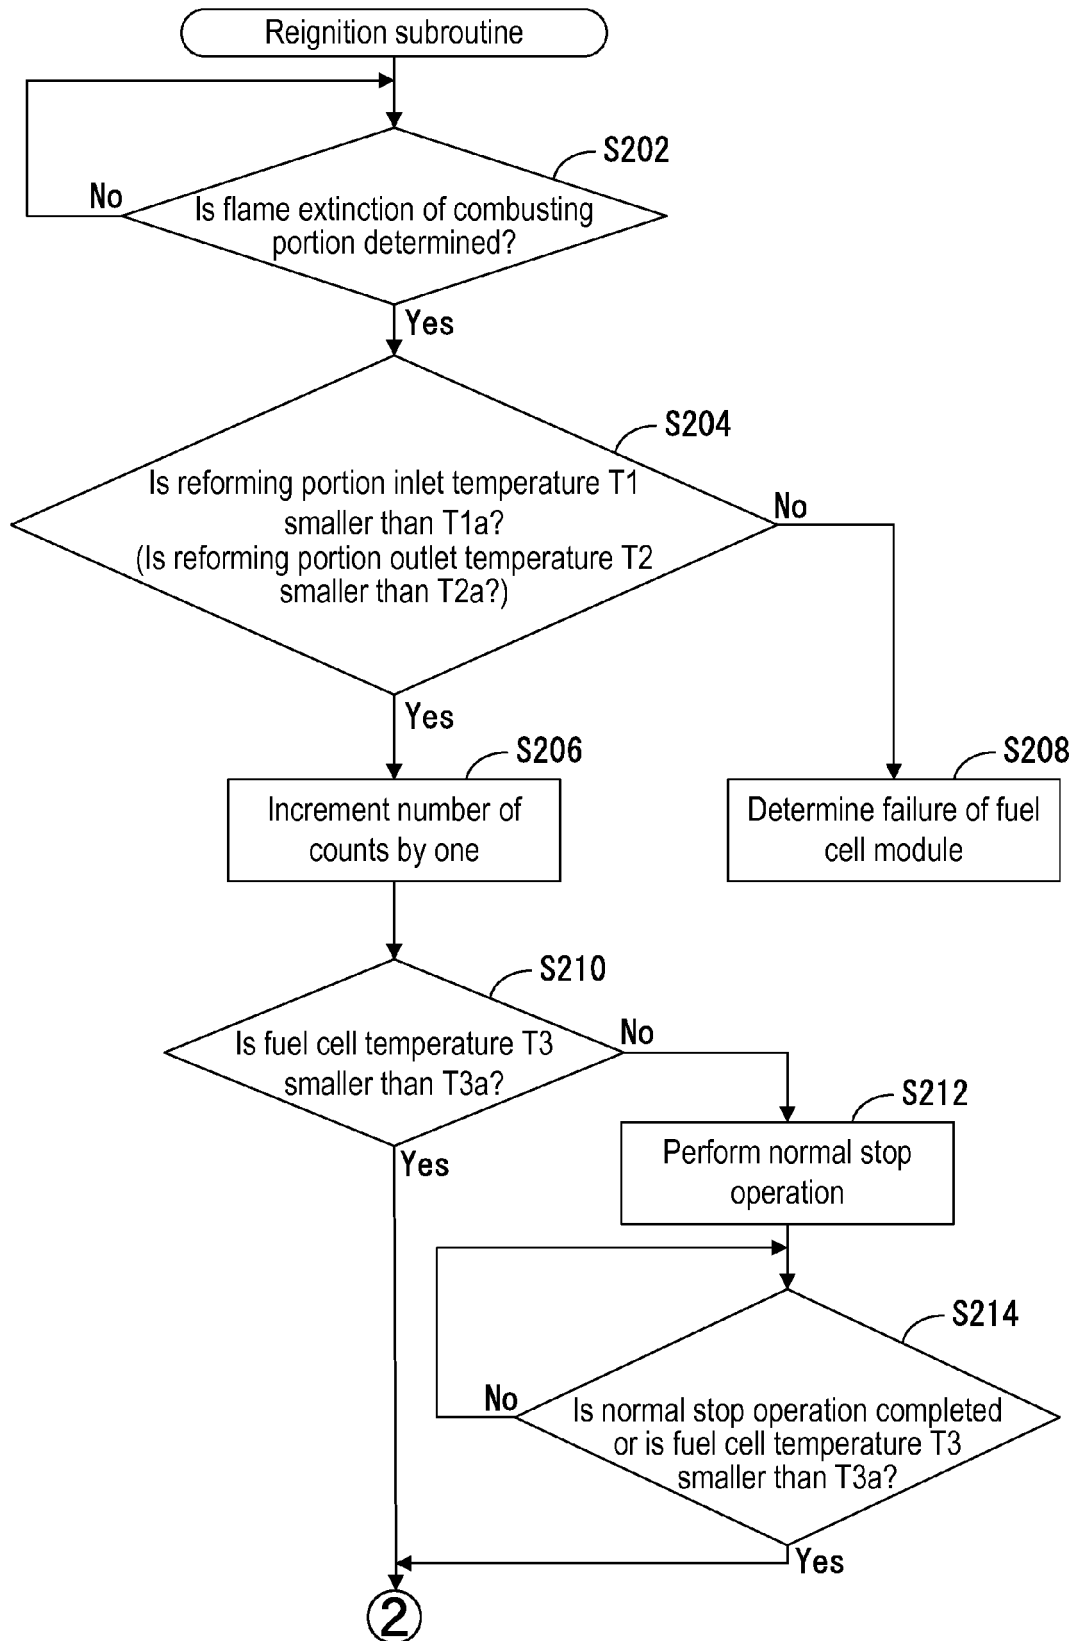 Reignition subroutine
S202
No
Is flame extinction of combusting
portion determined?
Yes
S204
Is reforming portion inlet temperature T1
smaller than T1a?
(Is reforming portion outlet temperature T2
smaller than T2a?)
No
Yes
S206
Increment number of
counts by one
S208
Determine failure of fuel
cell module
S210
Is fuel cell temperature T3
smaller than T3a?
No
Yes
S212
Perform normal stop
operation
S214
No
Is normal stop operation completed
or is fuel cell temperature T3
smaller than T3a?
Yes
2